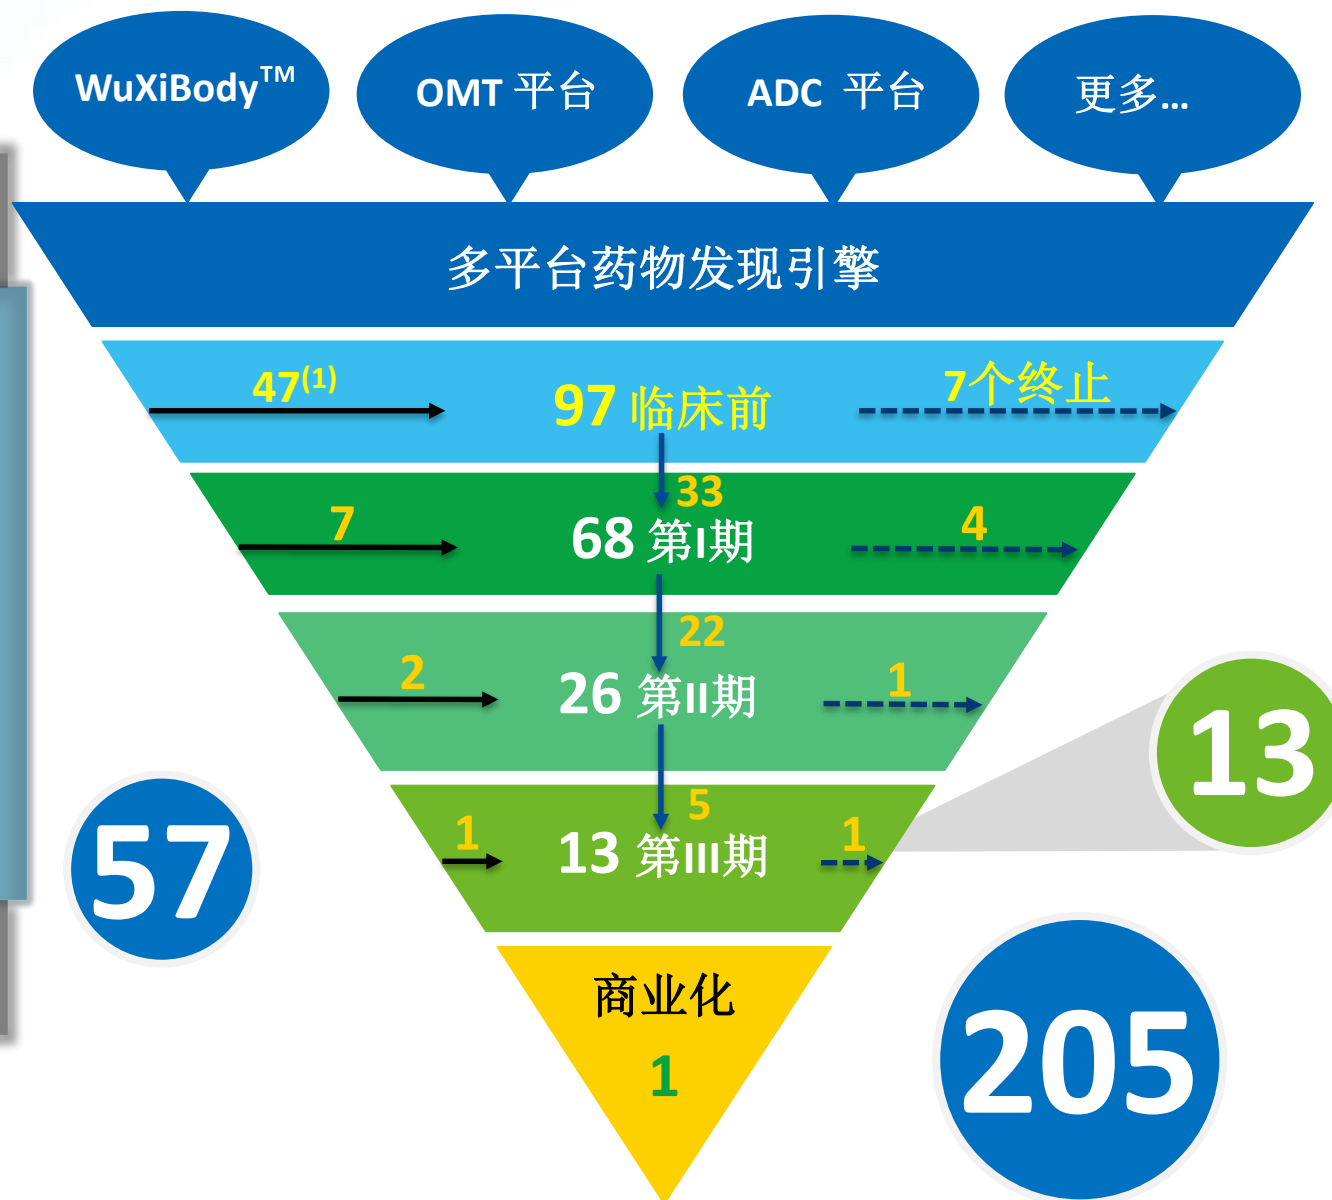 WuXiBody™
OMT 平台
ADC 平台
更多...
多平台药物发现引擎
47(1)
97 临床前
7个终止
33
7
68 第I期
4
22
2
26 第II期
1
5
1
13 第III期
1
13
57
商业化
1
205